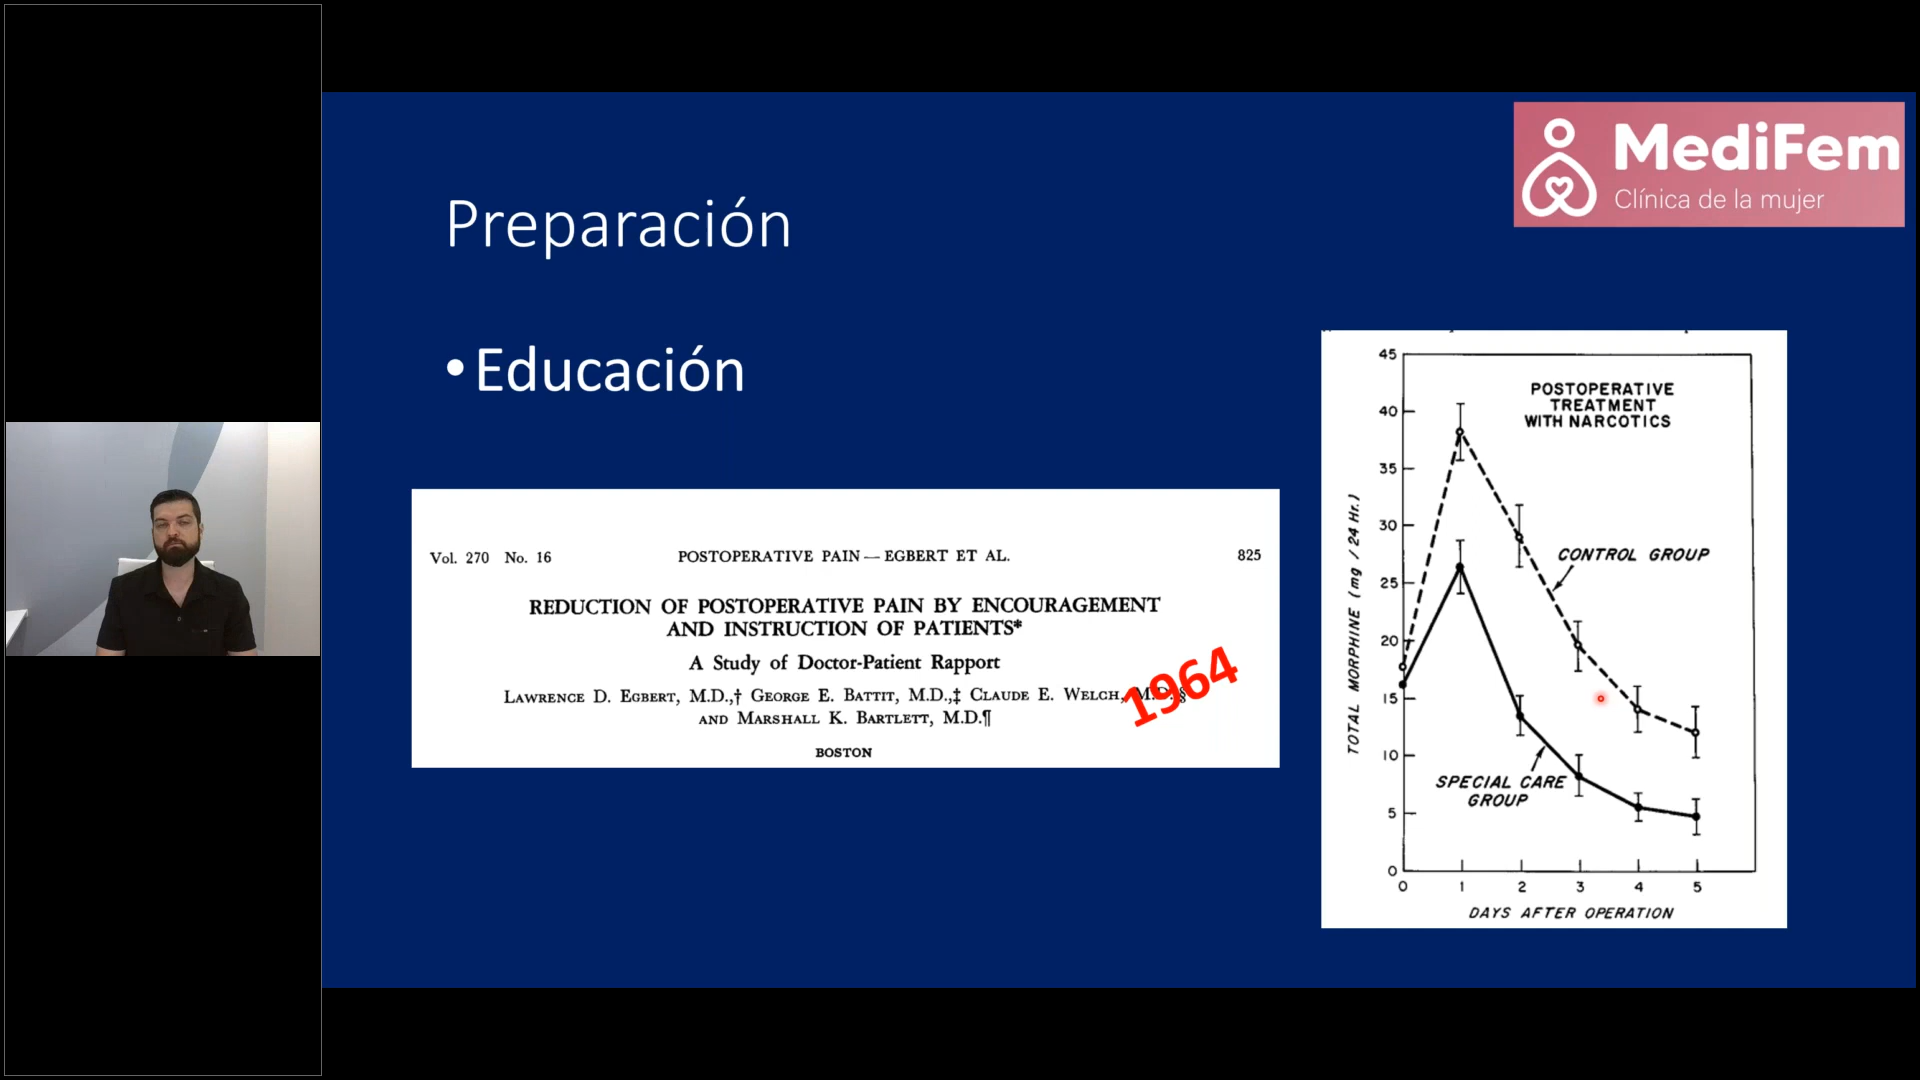 MediFem
Clínica de la mujer
Preparación
• Educación
Vol. 270 No. 16 POSTOPERATIVE PAIN — EGBERT ET AL. 825
REDUCTION OF POSTOPERATIVE PAIN BY ENCOURAGEMENT
AND INSTRUCTION OF PATIENTS*
A Study of Doctor-Patient Rapport
LAWRENCE D. EGBERT, M.D.,† GEORGE E. BATTIT, M.D.,‡ CLAUDE E. WELCH, M.D.,§
AND MARSHALL K. BARTLETT, M.D.¶
BOSTON
1964
POSTOPERATIVE
TREATMENT
WITH NARCOTICS
CONTROL GROUP
SPECIAL CARE
GROUP
TOTAL MORPHINE (mg / 24 Hr.)
45
40
35
30
25
20
15
10
5
0
0 1 2 3 4 5
DAYS AFTER OPERATION